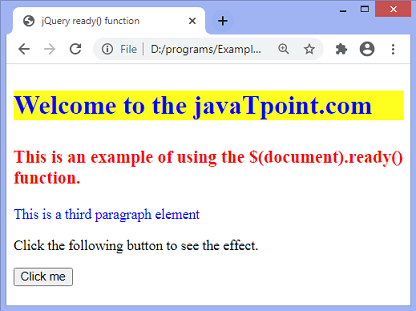 jQuery ready() function
File | D:/programs/Exampl...
Welcome to the javaTpoint.com
This is an example of using the $(document).ready()
function.
This is a third paragraph element
Click the following button to see the effect.
Click me